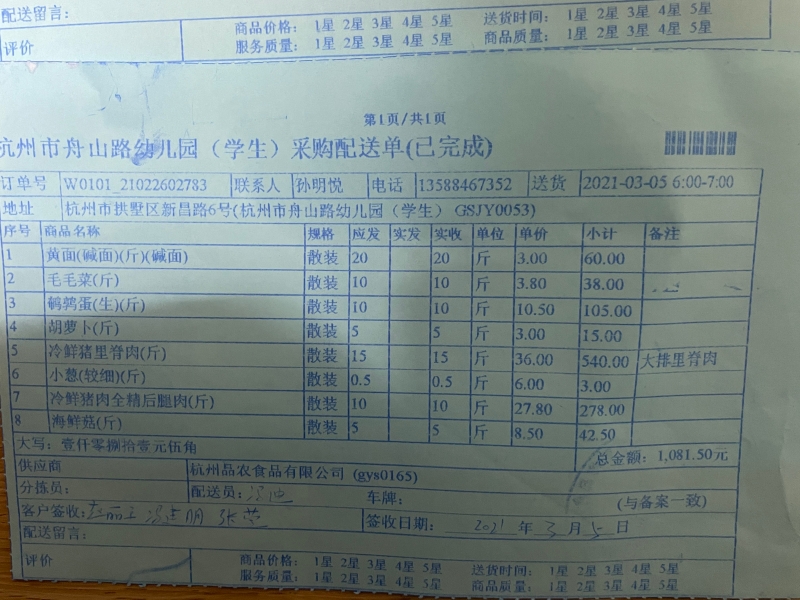 配送留言：
评价 商品价格： 1星 2星 3星 4星 5星 送货时间： 1星 2星 3星 4星 5星
服务质量： 1星 2星 3星 4星 5星 商品质量： 1星 2星 3星 4星 5星
第1页/共1页
杭州市舟山路幼儿园（学生）采购配送单(已完成)
订单号 W0101_21022602783 联系人 孙明悦 电话 13588467352 送货 2021-03-05 6:00-7:00
地址 杭州市拱墅区新昌路6号(杭州市舟山路幼儿园（学生） GSJY0053)
序号 商品名称 规格 应发 实发 实收 单位 单价 小计 备注
1 黄面(碱面)(斤)(碱面) 散装 20 20 斤 3.00 60.00
2 毛毛菜(斤) 散装 10 10 斤 3.80 38.00
3 鹌鹑蛋(生)(斤) 散装 10 10 斤 10.50 105.00
4 胡萝卜(斤) 散装 5 5 斤 3.00 15.00
5 冷鲜猪里脊肉(斤) 散装 15 15 斤 36.00 540.00 大排里脊肉
6 小葱(较细)(斤) 散装 0.5 0.5 斤 6.00 3.00
7 冷鲜猪肉全精后腿肉(斤) 散装 10 10 斤 27.80 278.00
8 海鲜菇(斤) 散装 5 5 斤 8.50 42.50
大写：壹仟零捌拾壹元伍角 总金额：1,081.50元
供应商 杭州品农食品有限公司 (gys0165)
分拣员： 配送员： 车牌： (与备案一致)
客户签收： 签收日期： 2021 年 3 月 5 日
配送留言：
评价 商品价格： 1星 2星 3星 4星 5星 送货时间： 1星 2星 3星 4星 5星
服务质量： 1星 2星 3星 4星 5星 商品质量： 1星 2星 3星 4星 5星